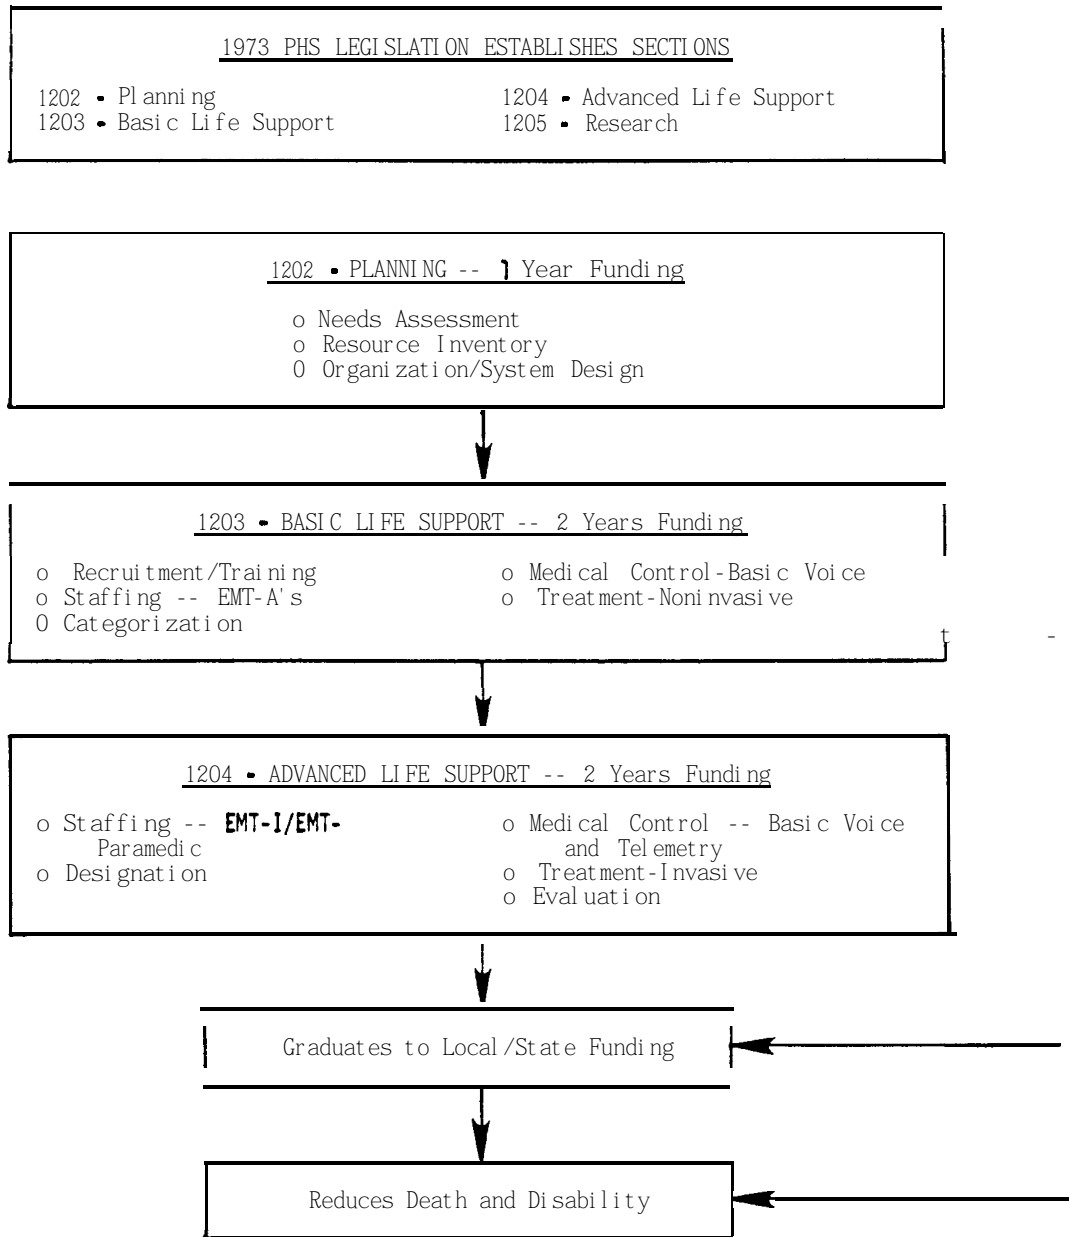 1973 PHS LEGISLATION ESTABLISHES SECTIONS
1202 • Planning
1203 • Basic Life Support
1204 • Advanced Life Support
1205 • Research
1202 • PLANNING -- 1 Year Funding
o Needs Assessment
o Resource Inventory
0 Organization/System Design
1203 • BASIC LIFE SUPPORT -- 2 Years Funding
o Recruitment/Training
o Staffing -- EMT-A's
0 Categorization
o Medical Control-Basic Voice
o Treatment-Noninvasive
t -
1204 • ADVANCED LIFE SUPPORT -- 2 Years Funding
o Staffing -- EMT-I/EMT-
Paramedic
o Designation
o Medical Control -- Basic Voice
and Telemetry
o Treatment-Invasive
o Evaluation
Graduates to Local/State Funding
Reduces Death and Disability